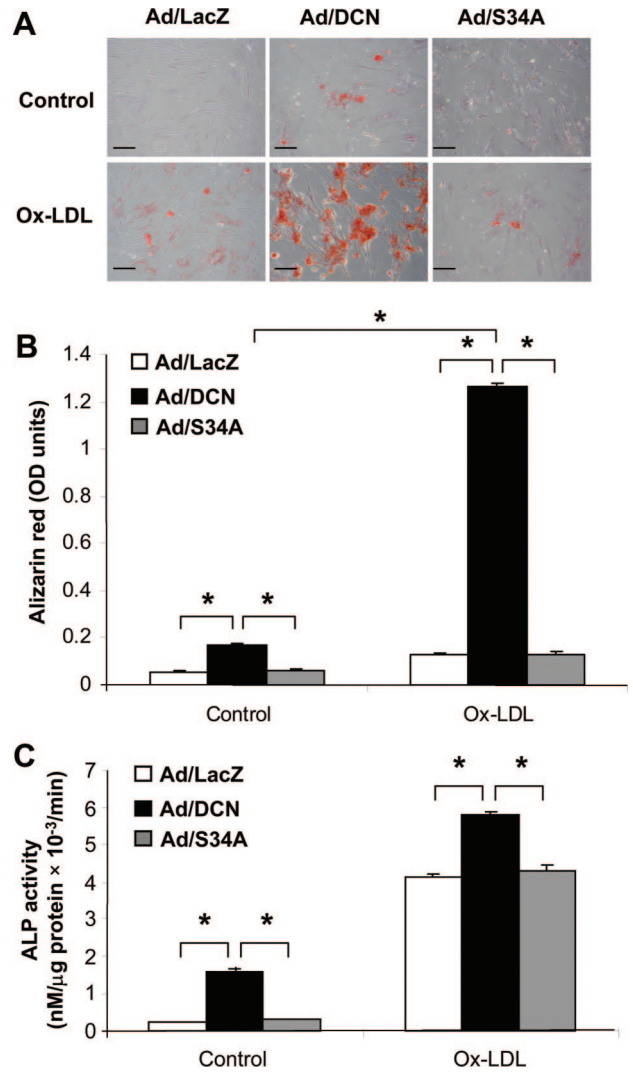 A
Ad/LacZ Ad/DCN Ad/S34A
Control
Ox-LDL
B
*
* *
* *
Ad/LacZ
Ad/DCN
Ad/S34A
Alizarin red (OD units)
1.4
1.2
1
0.8
0.6
0.4
0.2
0
Control Ox-LDL
C
* *
* *
Ad/LacZ
Ad/DCN
Ad/S34A
ALP activity
(nM/μg protein × 10⁻³/min)
7
6
5
4
3
2
1
0
Control Ox-LDL